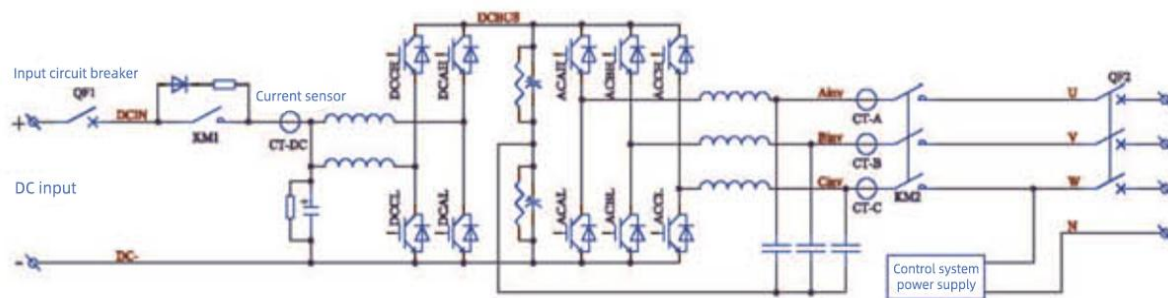 DCBUS
Input circuit breaker
QF1
DCIN
KM1
Current sensor
CT-DC
DCCH
DCAH
ACAH
ACBH
ACCH
Ainv
CT-A
U
QF2
Binv
CT-B
V
Cinv
CT-C
KM2
W
DC input
DCCL
DCAL
ACAL
ACBL
ACCL
N
+
-
DC-
Control system
power supply